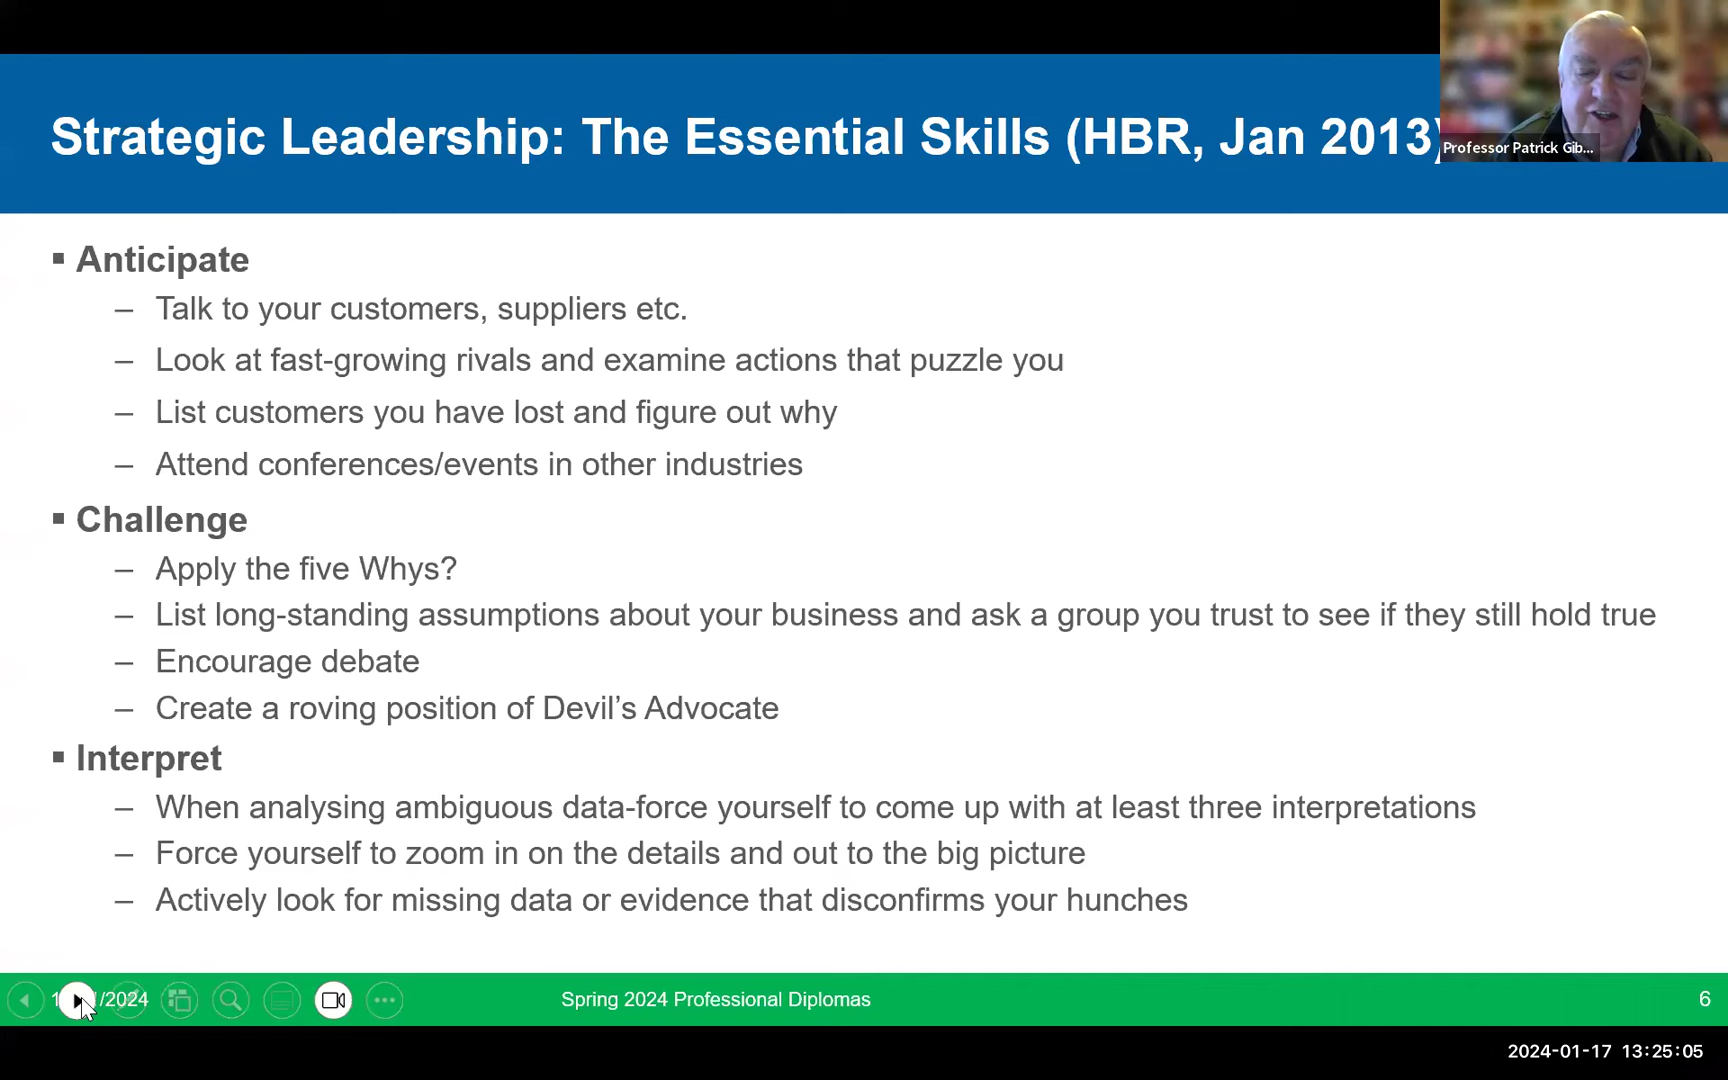 Strategic Leadership: The Essential Skills (HBR, Jan 2013)
Professor Patrick Gib...
▪ Anticipate
– Talk to your customers, suppliers etc.
– Look at fast-growing rivals and examine actions that puzzle you
– List customers you have lost and figure out why
– Attend conferences/events in other industries
▪ Challenge
– Apply the five Whys?
– List long-standing assumptions about your business and ask a group you trust to see if they still hold true
– Encourage debate
– Create a roving position of Devil’s Advocate
▪ Interpret
– When analysing ambiguous data-force yourself to come up with at least three interpretations
– Force yourself to zoom in on the details and out to the big picture
– Actively look for missing data or evidence that disconfirms your hunches
/2024
Spring 2024 Professional Diplomas
6
2024-01-17 13:25:05